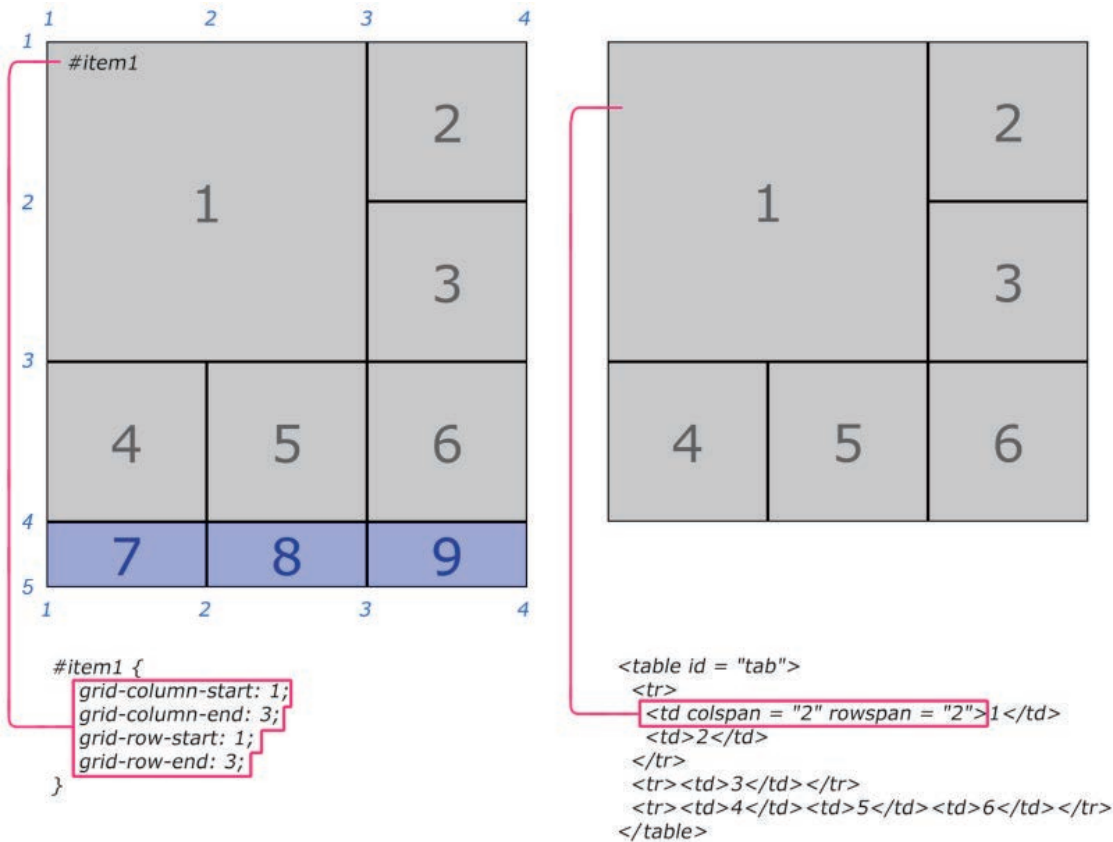 1 2 3 4
1
#item1
2
1
2
3
3
4 5 6
4
7 8 9
5
1 2 3 4
1
2
3
4 5 6
#item1 {
grid-column-start: 1;
grid-column-end: 3;
grid-row-start: 1;
grid-row-end: 3;
}
<table id = "tab">
<tr>
<td colspan = "2" rowspan = "2">1</td>
<td>2</td>
</tr>
<tr><td>3</td></tr>
<tr><td>4</td><td>5</td><td>6</td></tr>
</table>